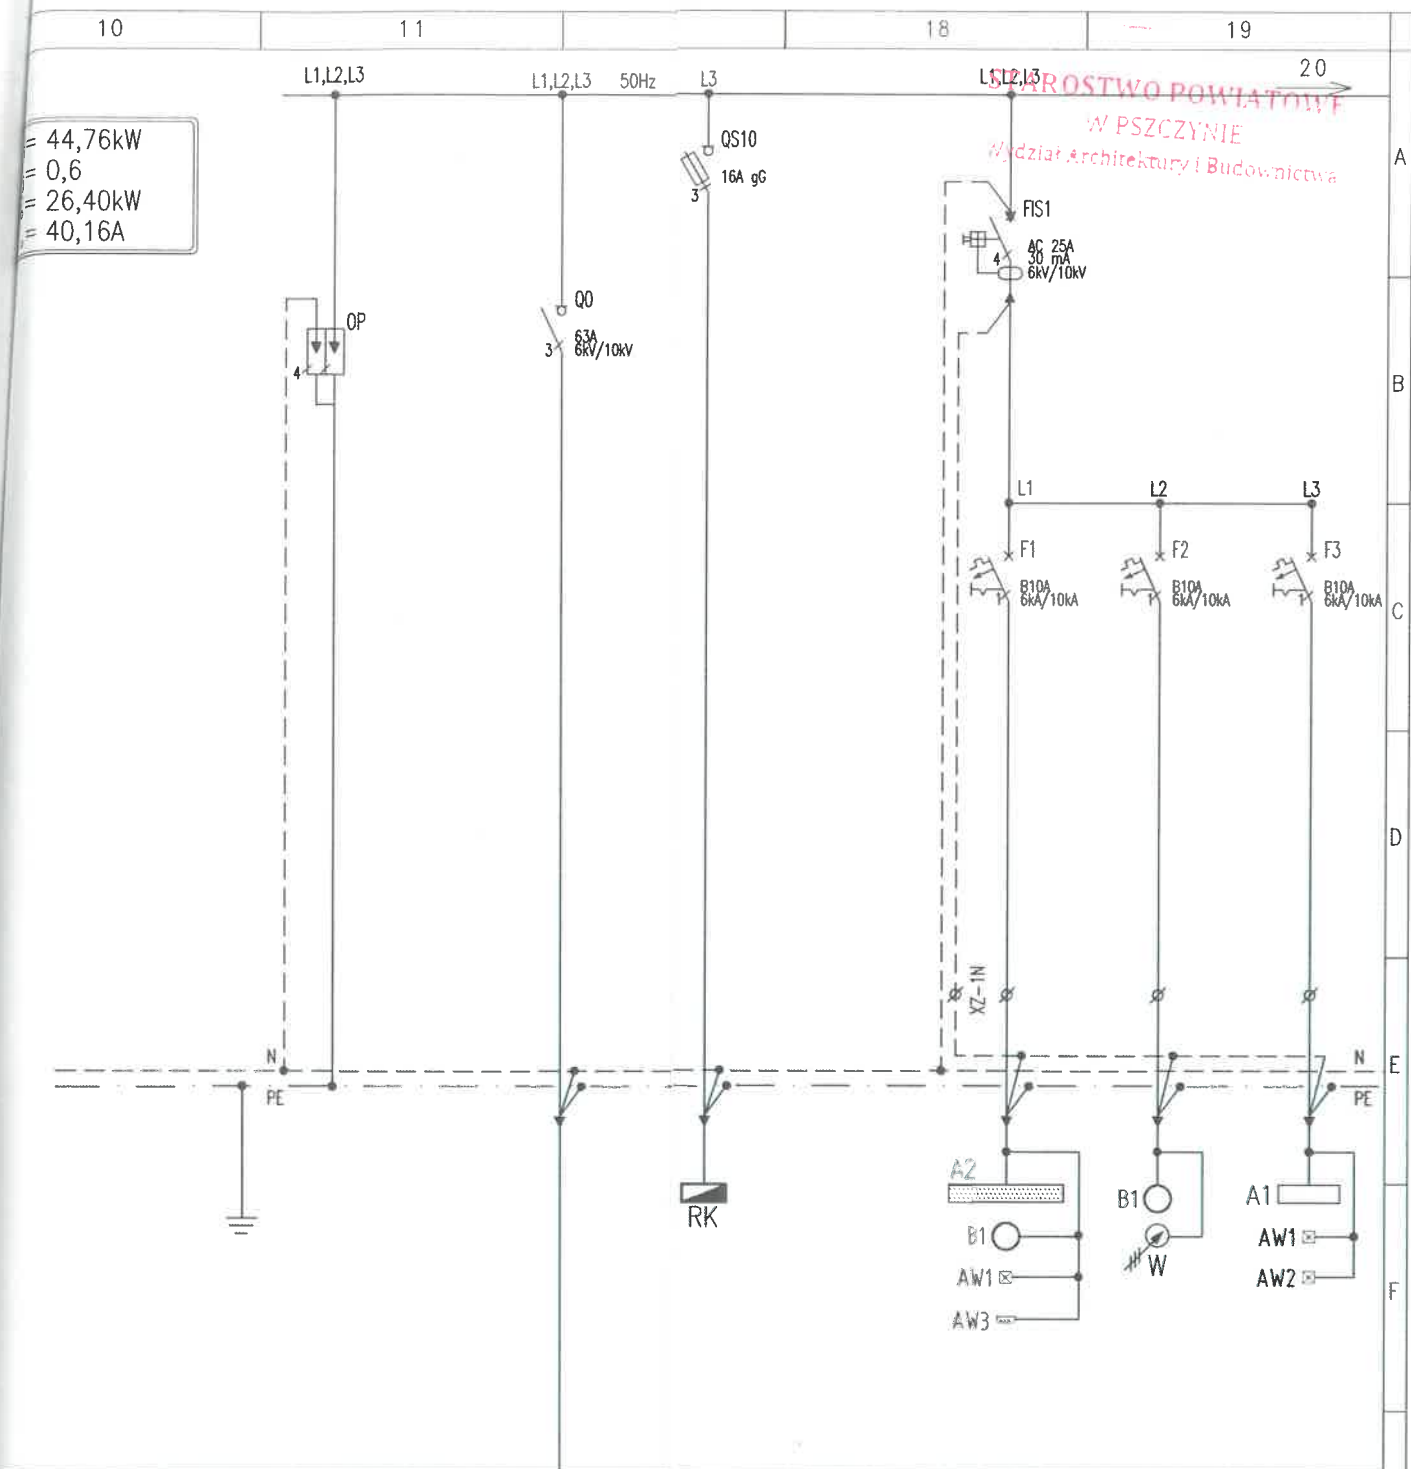 10
11
18
19
20
L1,L2,L3
L1,L2,L3 50Hz
L3
L1,L2,L3
STAROSTWO POWIATOWE
W PSZCZYNIE
Wydział Architektury i Budownictwa
= 44,76kW
= 0,6
= 26,40kW
= 40,16A
A
QS10
16A gG
3
FIS1
AC 25A
30 mA
6kV/10kV
4
OP
4
Q0
63A
6kV/10kV
3
B
L1
L2
L3
F1
B10A
6kA/10kA
1
F2
B10A
6kA/10kA
1
F3
B10A
6kA/10kA
1
C
D
XZ-1N
N
PE
N
PE
E
RK
A2
B1
AW1
AW3
B1
W
A1
AW1
AW2
F